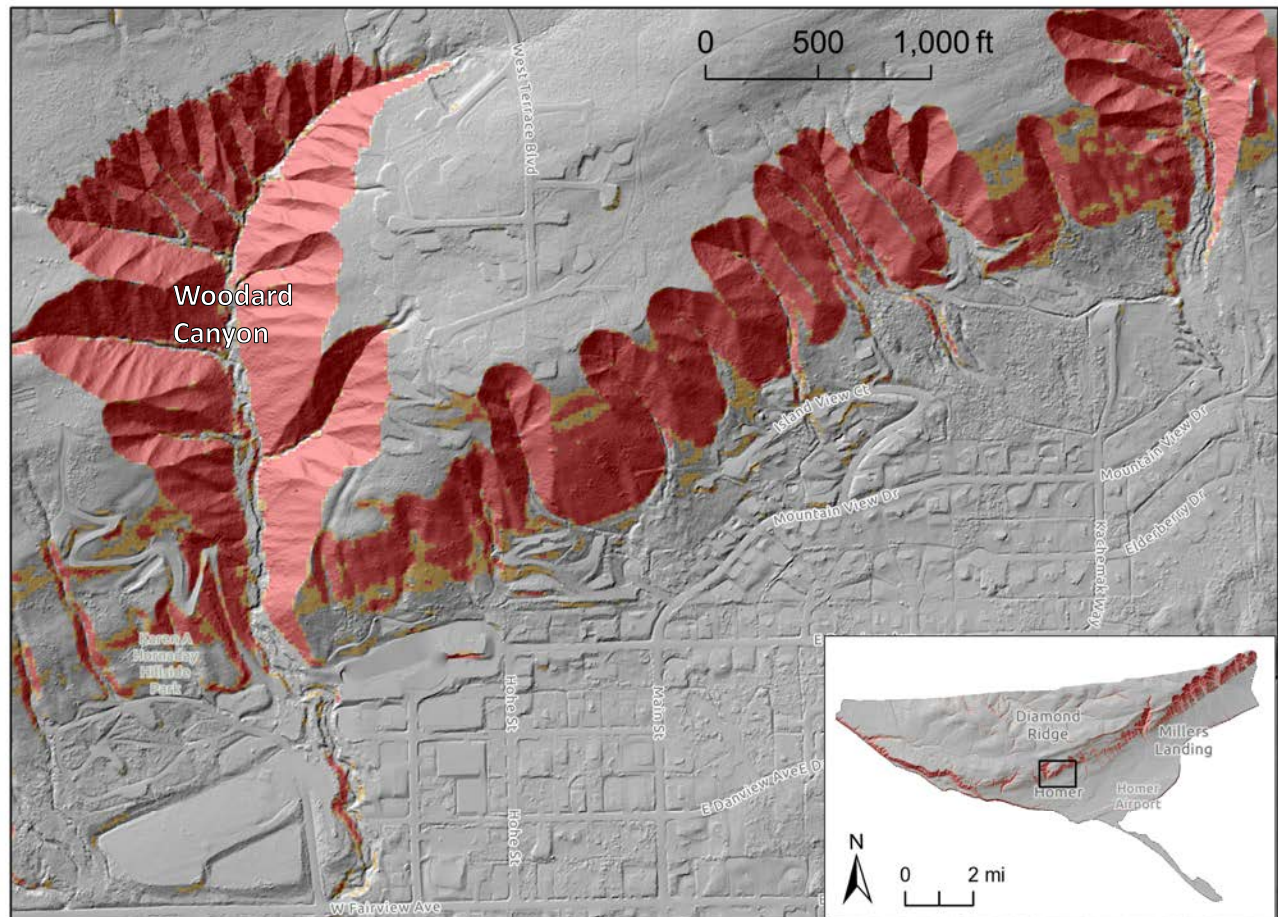 0 500 1,000 ft
West Terrace Blvd
Woodard
Canyon
Island View Ct
Mountain View Dr
Mountain View Dr
Elderberry Dr
Kachemak Way
Karen A
Hornaday
Hillside
Park
E
Hohe St
Main St
E Danview Ave
E D
Hohe St
W Fairview Ave
E
Diamond
Ridge
Millers
Landing
Homer
Homer
Airport
N
0 2 mi